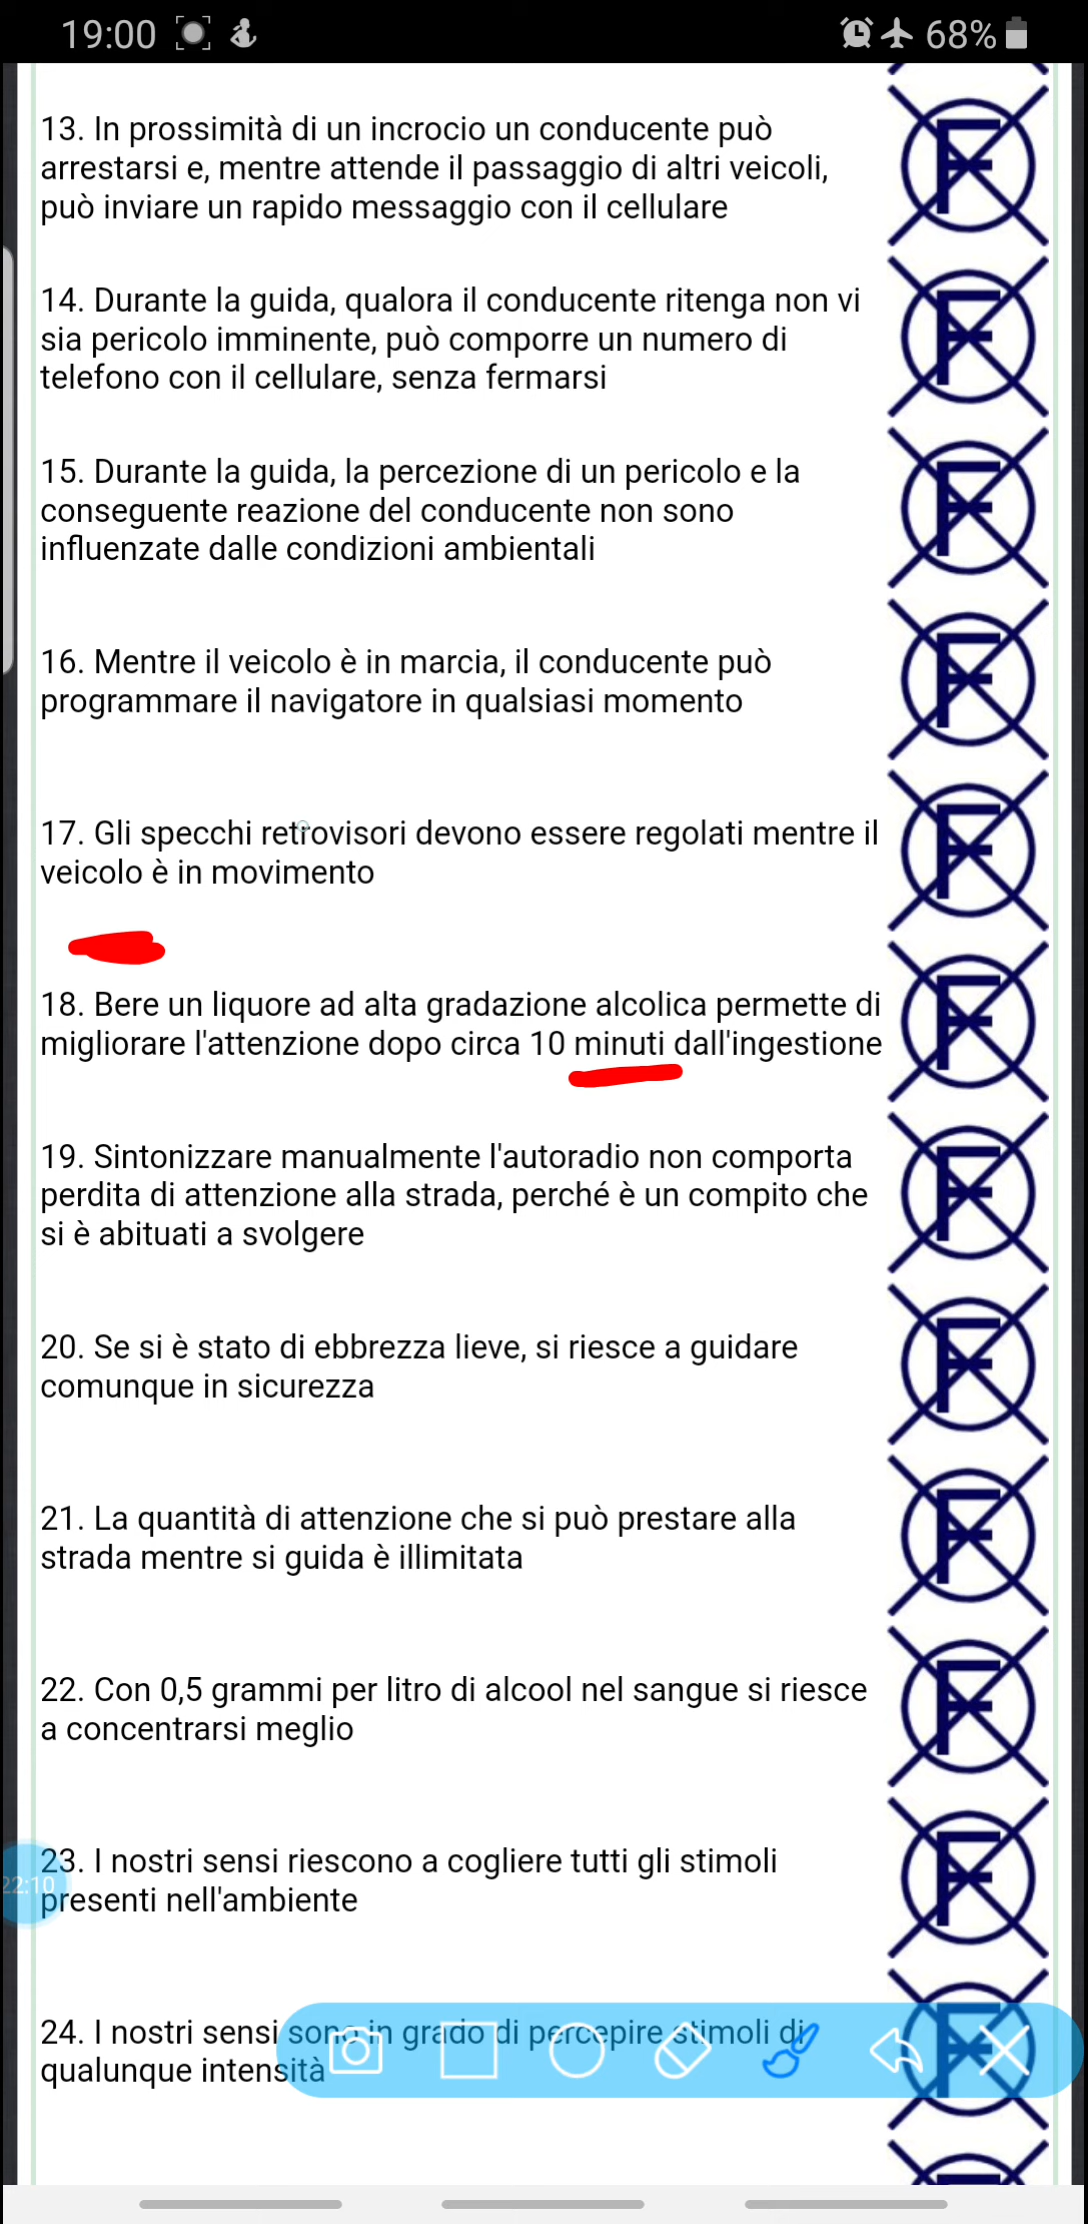 19:00
68%
13. In prossimità di un incrocio un conducente può
arrestarsi e, mentre attende il passaggio di altri veicoli,
può inviare un rapido messaggio con il cellulare
F
14. Durante la guida, qualora il conducente ritenga non vi
sia pericolo imminente, può comporre un numero di
telefono con il cellulare, senza fermarsi
F
15. Durante la guida, la percezione di un pericolo e la
conseguente reazione del conducente non sono
influenzate dalle condizioni ambientali
F
16. Mentre il veicolo è in marcia, il conducente può
programmare il navigatore in qualsiasi momento
F
17. Gli specchi retrovisori devono essere regolati mentre il
veicolo è in movimento
F
18. Bere un liquore ad alta gradazione alcolica permette di
migliorare l'attenzione dopo circa 10 minuti dall'ingestione
F
19. Sintonizzare manualmente l'autoradio non comporta
perdita di attenzione alla strada, perché è un compito che
si è abituati a svolgere
F
20. Se si è stato di ebbrezza lieve, si riesce a guidare
comunque in sicurezza
F
21. La quantità di attenzione che si può prestare alla
strada mentre si guida è illimitata
F
22. Con 0,5 grammi per litro di alcool nel sangue si riesce
a concentrarsi meglio
F
23. I nostri sensi riescono a cogliere tutti gli stimoli
presenti nell'ambiente
F
22:10
24. I nostri sensi sono in grado di percepire stimoli di
qualunque intensità
F